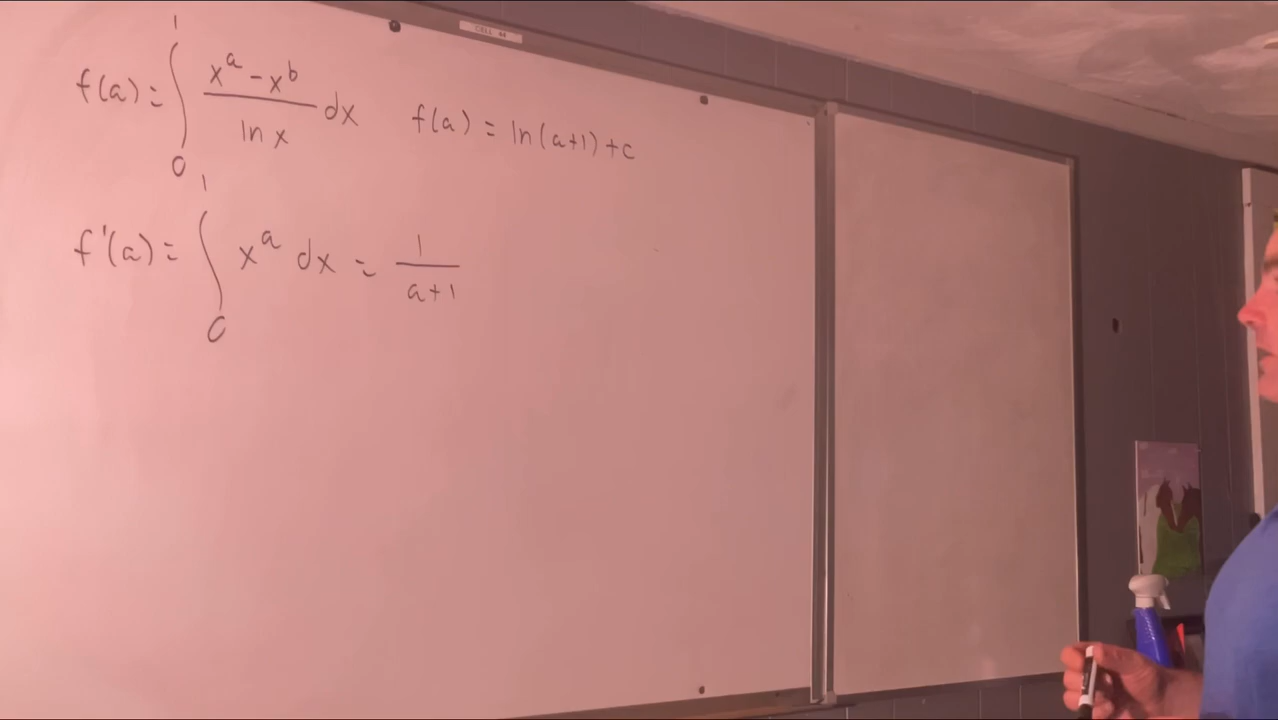 f(a) = ∫₀¹ (x^a - x^b)/(ln x) dx    f(a) = ln(a+1) + c
f'(a) = ∫₀¹ x^a dx = 1/(a+1)